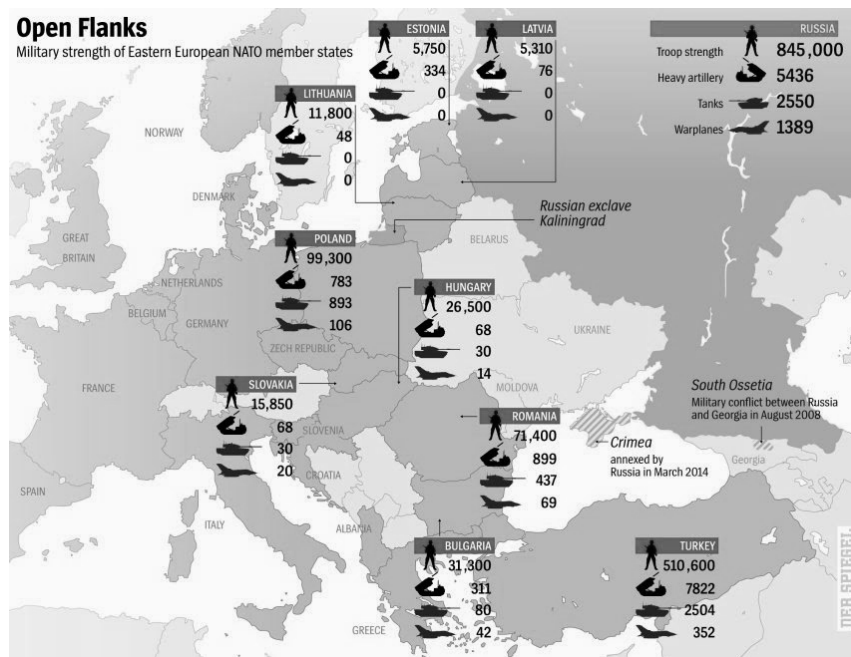 Open Flanks
Military strength of Eastern European NATO member states
ESTONIA
5,750
334
0
0
LATVIA
5,310
76
0
0
RUSSIA
Troop strength 845,000
Heavy artillery 5436
Tanks 2550
Warplanes 1389
LITHUANIA
11,800
48
0
0
NORWAY
DENMARK
Russian exclave
Kaliningrad
GREAT
BRITAIN
BELARUS
POLAND
99,300
783
893
106
NETHERLANDS
BELGIUM
GERMANY
HUNGARY
26,500
68
30
14
UKRAINE
ZECH REPUBLIC
FRANCE
SLOVAKIA
15,850
68
30
20
MOLDOVA
South Ossetia
Military conflict between Russia
and Georgia in August 2008
ROMANIA
71,400
899
437
69
Crimea
annexed by
Russia in March 2014
Georgia
SLOVENIA
CROATIA
SPAIN
ITALY
ALBANIA
BULGARIA
31,300
311
80
42
TURKEY
510,600
7822
2504
352
GREECE
DER SPIEGEL